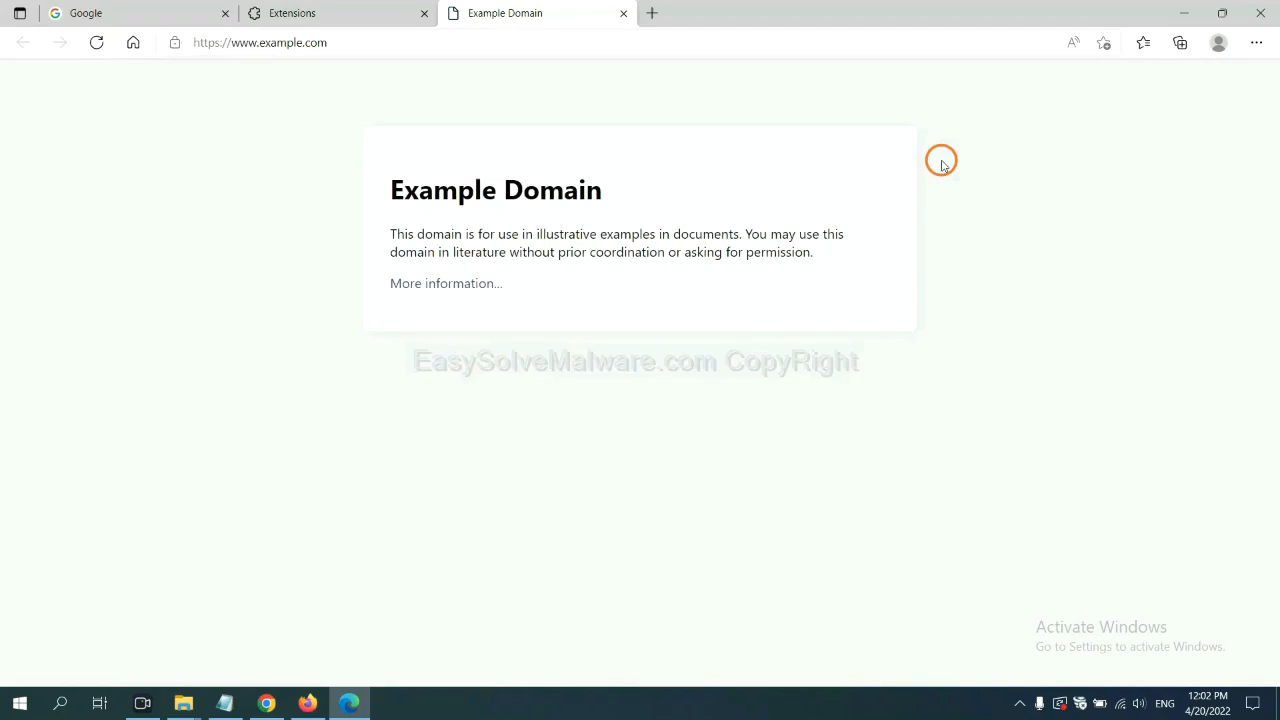 Google
Extensions
Example Domain
https://www.example.com
Example Domain
This domain is for use in illustrative examples in documents. You may use this
domain in literature without prior coordination or asking for permission.
More information...
EasySolveMalware.com CopyRight
Activate Windows
Go to Settings to activate Windows.
ENG
12:02 PM
4/20/2022